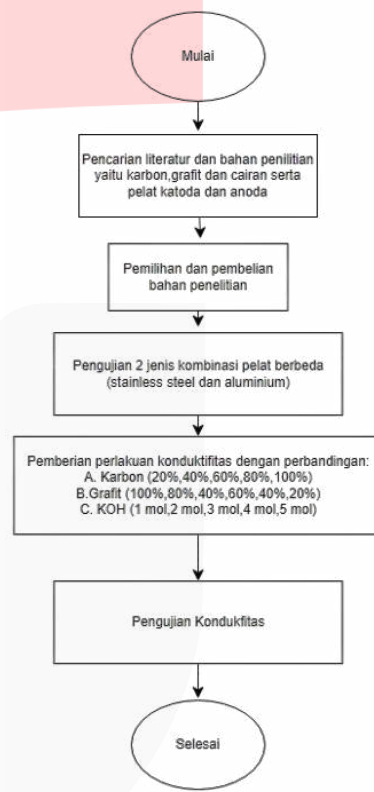 Mulai
Pencarian literatur dan bahan penilitian
yaitu karbon,grafit dan cairan serta
pelat katoda dan anoda
Pemilihan dan pembelian
bahan penelitian
Pengujian 2 jenis kombinasi pelat berbeda
(stainless steel dan aluminium)
Pemberian perlakuan konduktifitas dengan perbandingan:
A. Karbon (20%,40%,60%,80%,100%)
B.Grafit (100%,80%,40%,60%,40%,20%)
C. KOH (1 mol,2 mol,3 mol,4 mol,5 mol)
Pengujian Kondukfitas
Selesai